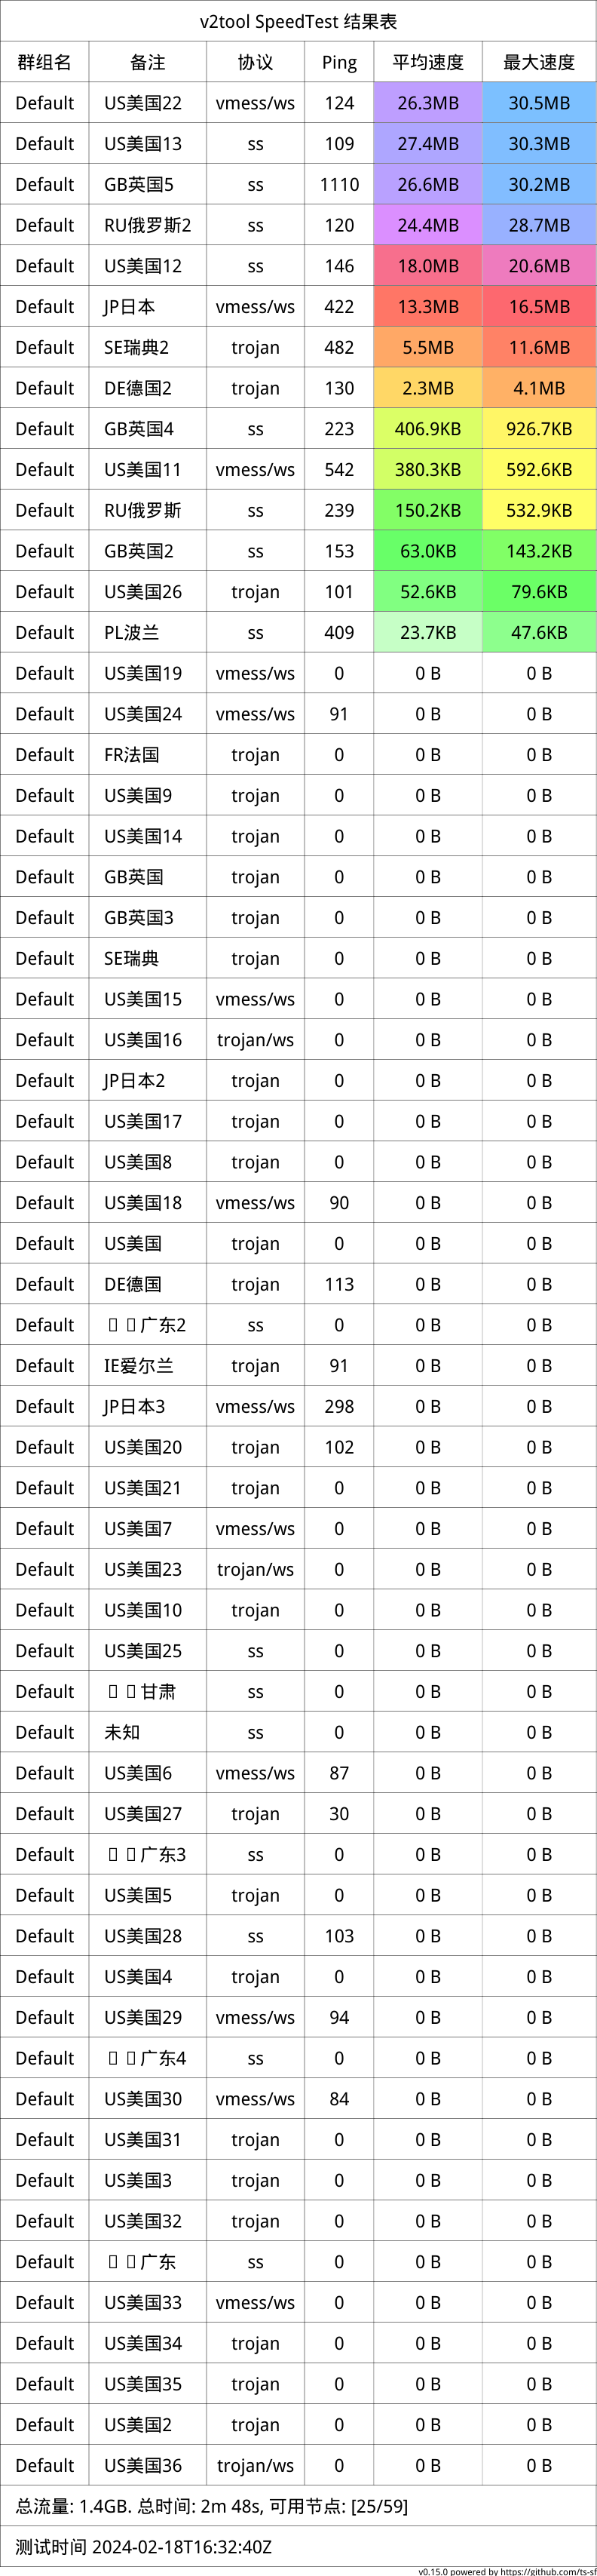 v2tool SpeedTest 结果表
群组名 备注 协议 Ping 平均速度 最大速度
Default US美国22 vmess/ws 124 26.3MB 30.5MB
Default US美国13 ss 109 27.4MB 30.3MB
Default GB英国5 ss 1110 26.6MB 30.2MB
Default RU俄罗斯2 ss 120 24.4MB 28.7MB
Default US美国12 ss 146 18.0MB 20.6MB
Default JP日本 vmess/ws 422 13.3MB 16.5MB
Default SE瑞典2 trojan 482 5.5MB 11.6MB
Default DE德国2 trojan 130 2.3MB 4.1MB
Default GB英国4 ss 223 406.9KB 926.7KB
Default US美国11 vmess/ws 542 380.3KB 592.6KB
Default RU俄罗斯 ss 239 150.2KB 532.9KB
Default GB英国2 ss 153 63.0KB 143.2KB
Default US美国26 trojan 101 52.6KB 79.6KB
Default PL波兰 ss 409 23.7KB 47.6KB
Default US美国19 vmess/ws 0 0 B 0 B
Default US美国24 vmess/ws 91 0 B 0 B
Default FR法国 trojan 0 0 B 0 B
Default US美国9 trojan 0 0 B 0 B
Default US美国14 trojan 0 0 B 0 B
Default GB英国 trojan 0 0 B 0 B
Default GB英国3 trojan 0 0 B 0 B
Default SE瑞典 trojan 0 0 B 0 B
Default US美国15 vmess/ws 0 0 B 0 B
Default US美国16 trojan/ws 0 0 B 0 B
Default JP日本2 trojan 0 0 B 0 B
Default US美国17 trojan 0 0 B 0 B
Default US美国8 trojan 0 0 B 0 B
Default US美国18 vmess/ws 90 0 B 0 B
Default US美国 trojan 0 0 B 0 B
Default DE德国 trojan 113 0 B 0 B
Default 广东2 ss 0 0 B 0 B
Default IE爱尔兰 trojan 91 0 B 0 B
Default JP日本3 vmess/ws 298 0 B 0 B
Default US美国20 trojan 102 0 B 0 B
Default US美国21 trojan 0 0 B 0 B
Default US美国7 vmess/ws 0 0 B 0 B
Default US美国23 trojan/ws 0 0 B 0 B
Default US美国10 trojan 0 0 B 0 B
Default US美国25 ss 0 0 B 0 B
Default 甘肃 ss 0 0 B 0 B
Default 未知 ss 0 0 B 0 B
Default US美国6 vmess/ws 87 0 B 0 B
Default US美国27 trojan 30 0 B 0 B
Default 广东3 ss 0 0 B 0 B
Default US美国5 trojan 0 0 B 0 B
Default US美国28 ss 103 0 B 0 B
Default US美国4 trojan 0 0 B 0 B
Default US美国29 vmess/ws 94 0 B 0 B
Default 广东4 ss 0 0 B 0 B
Default US美国30 vmess/ws 84 0 B 0 B
Default US美国31 trojan 0 0 B 0 B
Default US美国3 trojan 0 0 B 0 B
Default US美国32 trojan 0 0 B 0 B
Default 广东 ss 0 0 B 0 B
Default US美国33 vmess/ws 0 0 B 0 B
Default US美国34 trojan 0 0 B 0 B
Default US美国35 trojan 0 0 B 0 B
Default US美国2 trojan 0 0 B 0 B
Default US美国36 trojan/ws 0 0 B 0 B
总流量: 1.4GB. 总时间: 2m 48s, 可用节点: [25/59]
测试时间 2024-02-18T16:32:40Z
v0.15.0 powered by https://github.com/ts-sf